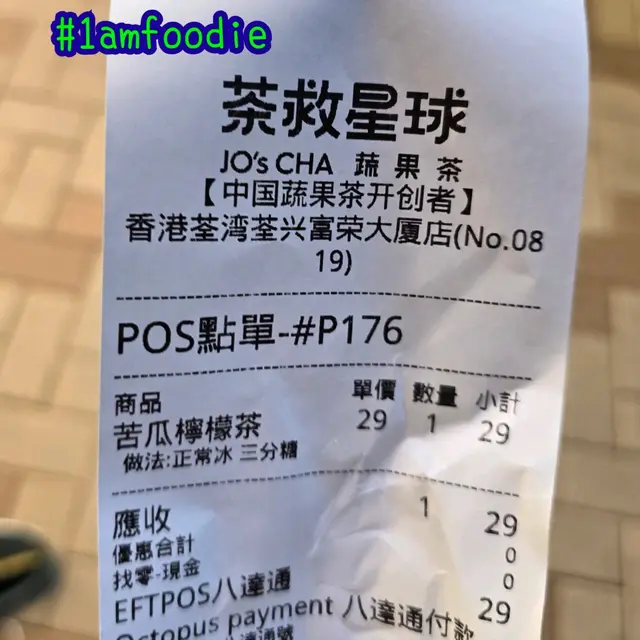 #1amfoodie
茶救星球
JO's CHA 蔬果茶
【中国蔬果茶开创者】
香港荃湾荃兴富荣大厦店(No.08
19)
POS點單-#P176
商品 單價 數量 小計
苦瓜檸檬茶 29 1 29
做法:正常冰 三分糖
應收 1 29
優惠合計 0
找零-現金 0
EFTPOS八達通 29
Octopus payment 八達通付款
八達通號